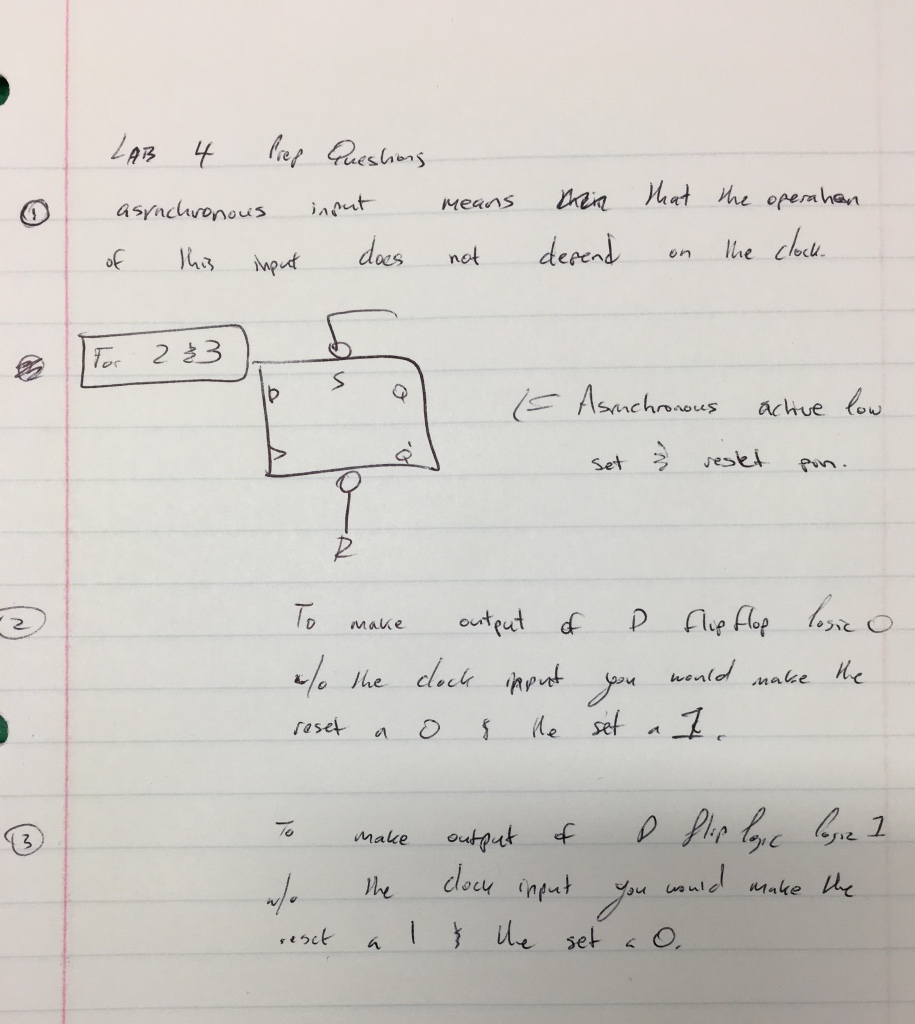 LAB 4 Prep Questions
① asynchronous input means that the operation
of this input does not depend on the clock.
For 2 & 3
S
D Q
Q'
R
<= Asynchronous active low
set & reset pin.
② To make output of D flip flop logic 0
w/o the clock input you would make the
reset a 0 & the set a 1.
③ To make output of D flip logic logic 1
w/o the clock input you would make the
reset a 1 & the set a 0.